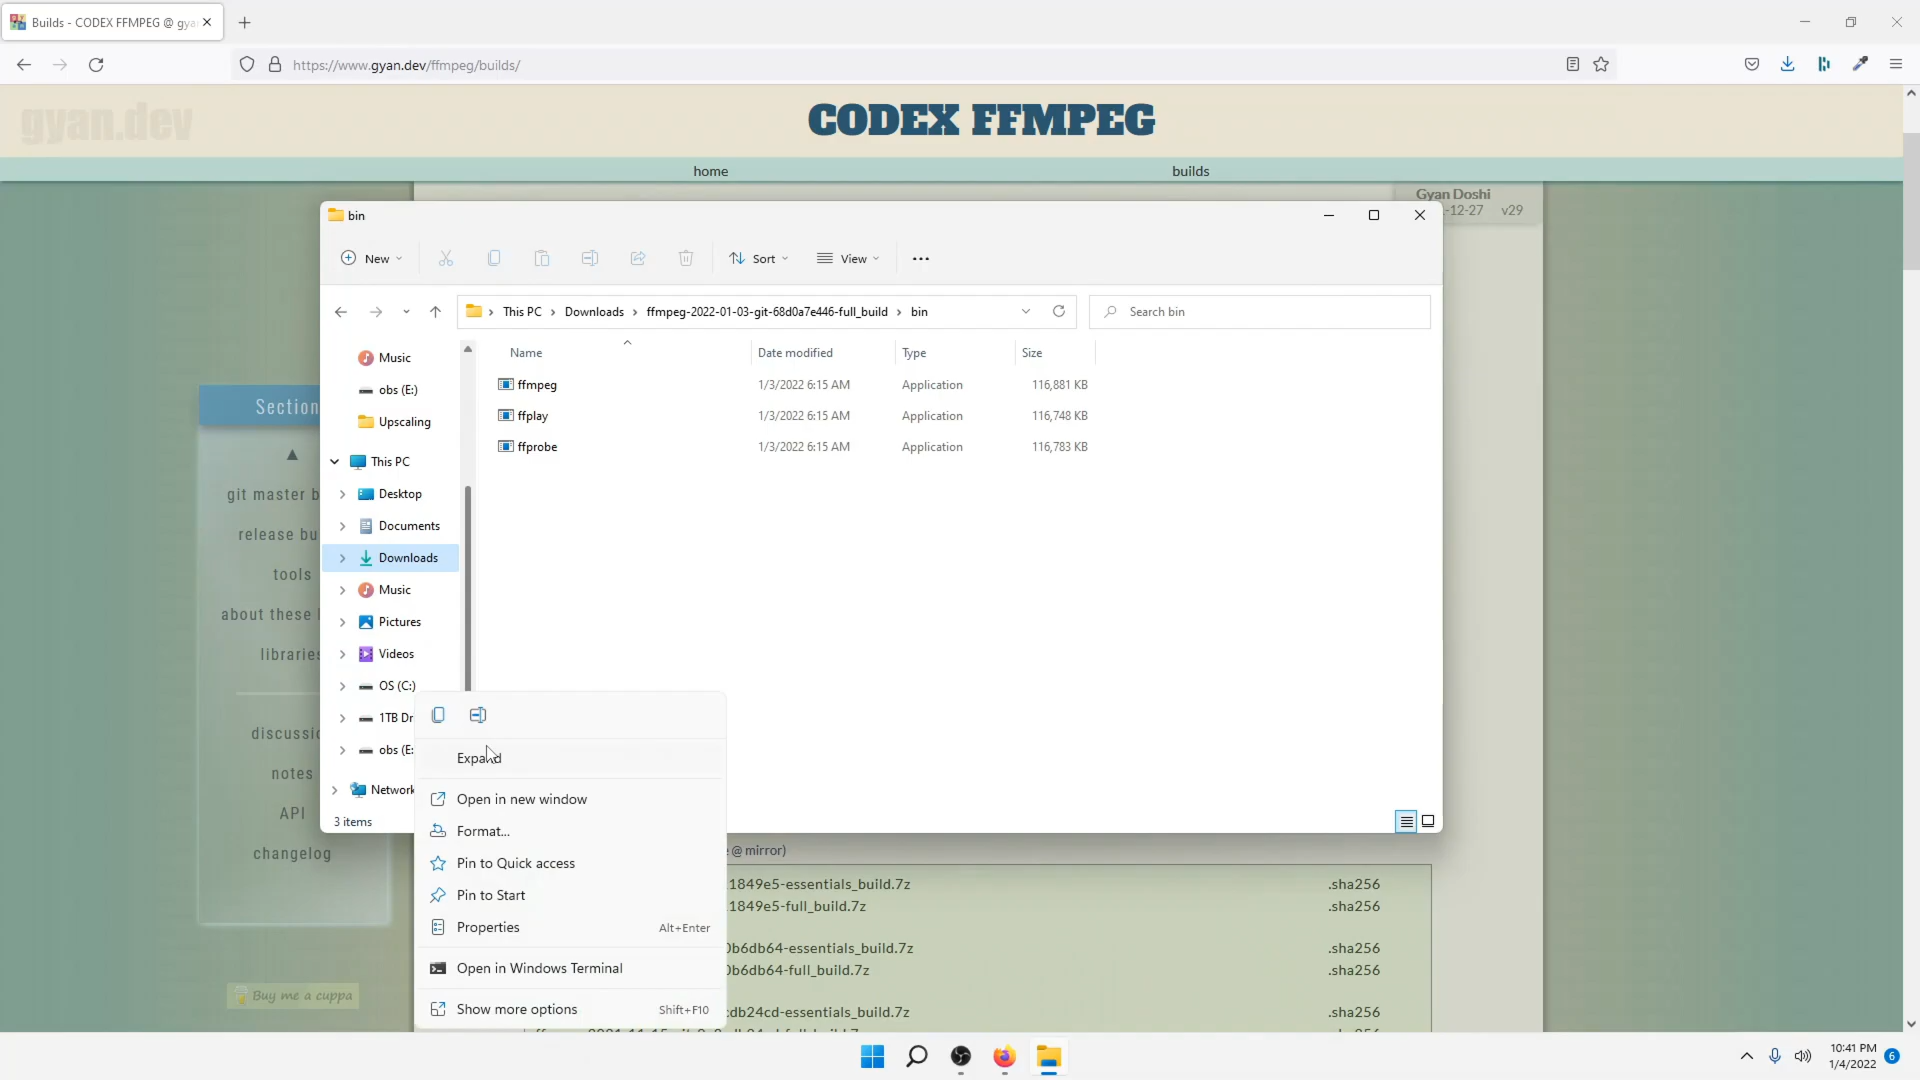 Builds - CODEX FFMPEG @ gya
https://www.gyan.dev/ffmpeg/builds/
gyan.dev
CODEX FFMPEG
home
builds
Gyan Doshi
-12-27 v29
bin
New
Sort
View
This PC
Downloads
ffmpeg-2022-01-03-git-68d0a7e446-full_build
bin
Search bin
Name
Date modified
Type
Size
ffmpeg
1/3/2022 6:15 AM
Application
116,881 KB
ffplay
1/3/2022 6:15 AM
Application
116,748 KB
ffprobe
1/3/2022 6:15 AM
Application
116,783 KB
Music
obs (E:)
Upscaling
This PC
Desktop
Documents
Downloads
Music
Pictures
Videos
OS (C:)
1TB Dr
obs (E:
Network
3 items
Section
git master b
release bu
tools
about these
libraries
discussio
notes
API
changelog
Buy me a cuppa
Expand
Open in new window
Format...
Pin to Quick access
Pin to Start
Properties Alt+Enter
Open in Windows Terminal
Show more options Shift+F10
@ mirror)
1849e5-essentials_build.7z .sha256
1849e5-full_build.7z .sha256
0b6db64-essentials_build.7z .sha256
0b6db64-full_build.7z .sha256
cdb24cd-essentials_build.7z .sha256
10:41 PM
1/4/2022
6